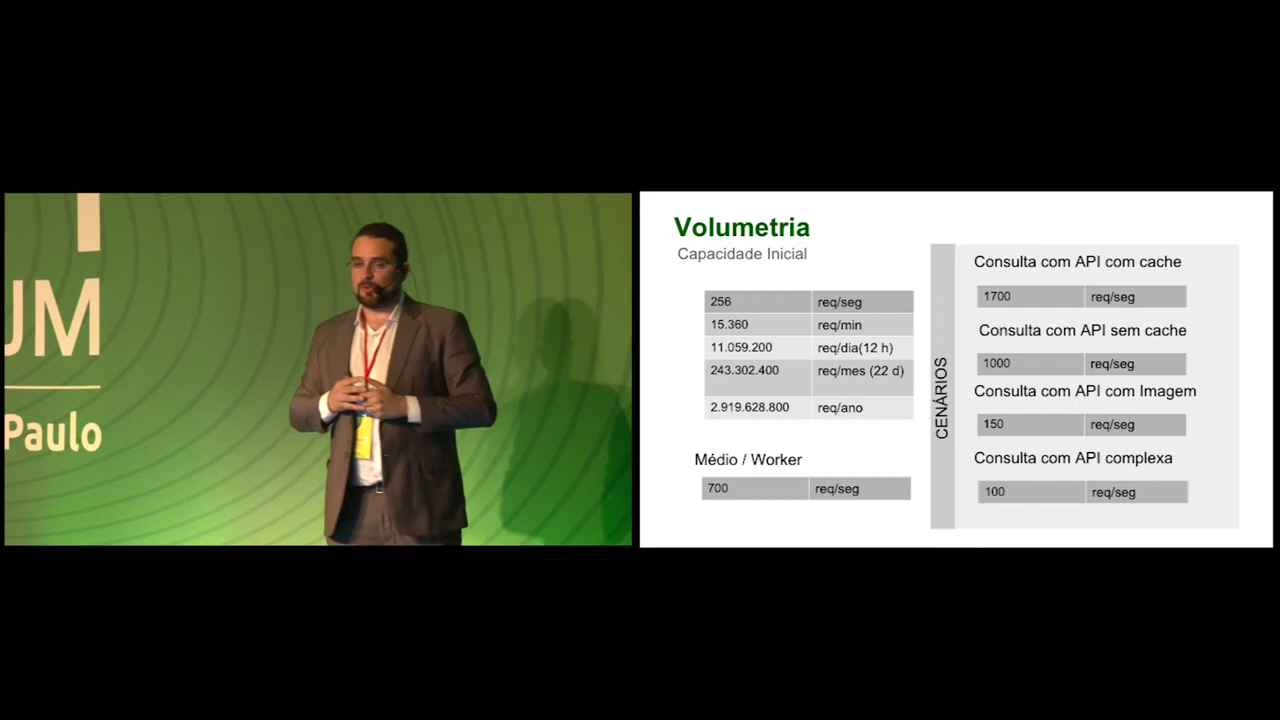 UM
Paulo
Volumetria
Capacidade Inicial
256 req/seg
15.360 req/min
11.059.200 req/dia(12 h)
243.302.400 req/mes (22 d)
2.919.628.800 req/ano
Médio / Worker
700 req/seg
CENÁRIOS
Consulta com API com cache
1700 req/seg
Consulta com API sem cache
1000 req/seg
Consulta com API com Imagem
150 req/seg
Consulta com API complexa
100 req/seg